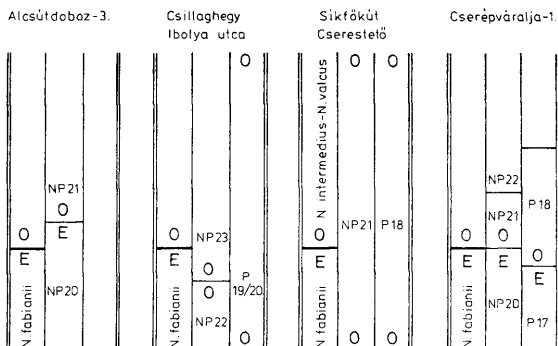 Alcsútdoboz-3.
NP21
O
O
E
E
N.fabianii
NP20
Csillaghegy
Ibolya utca
O
O
NP23
E
O
O
P
19/20
N.fabianii
NP22
O
Síkfőkút
Cserestető
N intermedius-N.valcus
O
O
O
NP21
P18
E
N.fabianii
O
O
Cserépváralja-1.
NP22
NP21
P18
O
O
O
E
E
N.fabianii
NP20
P17